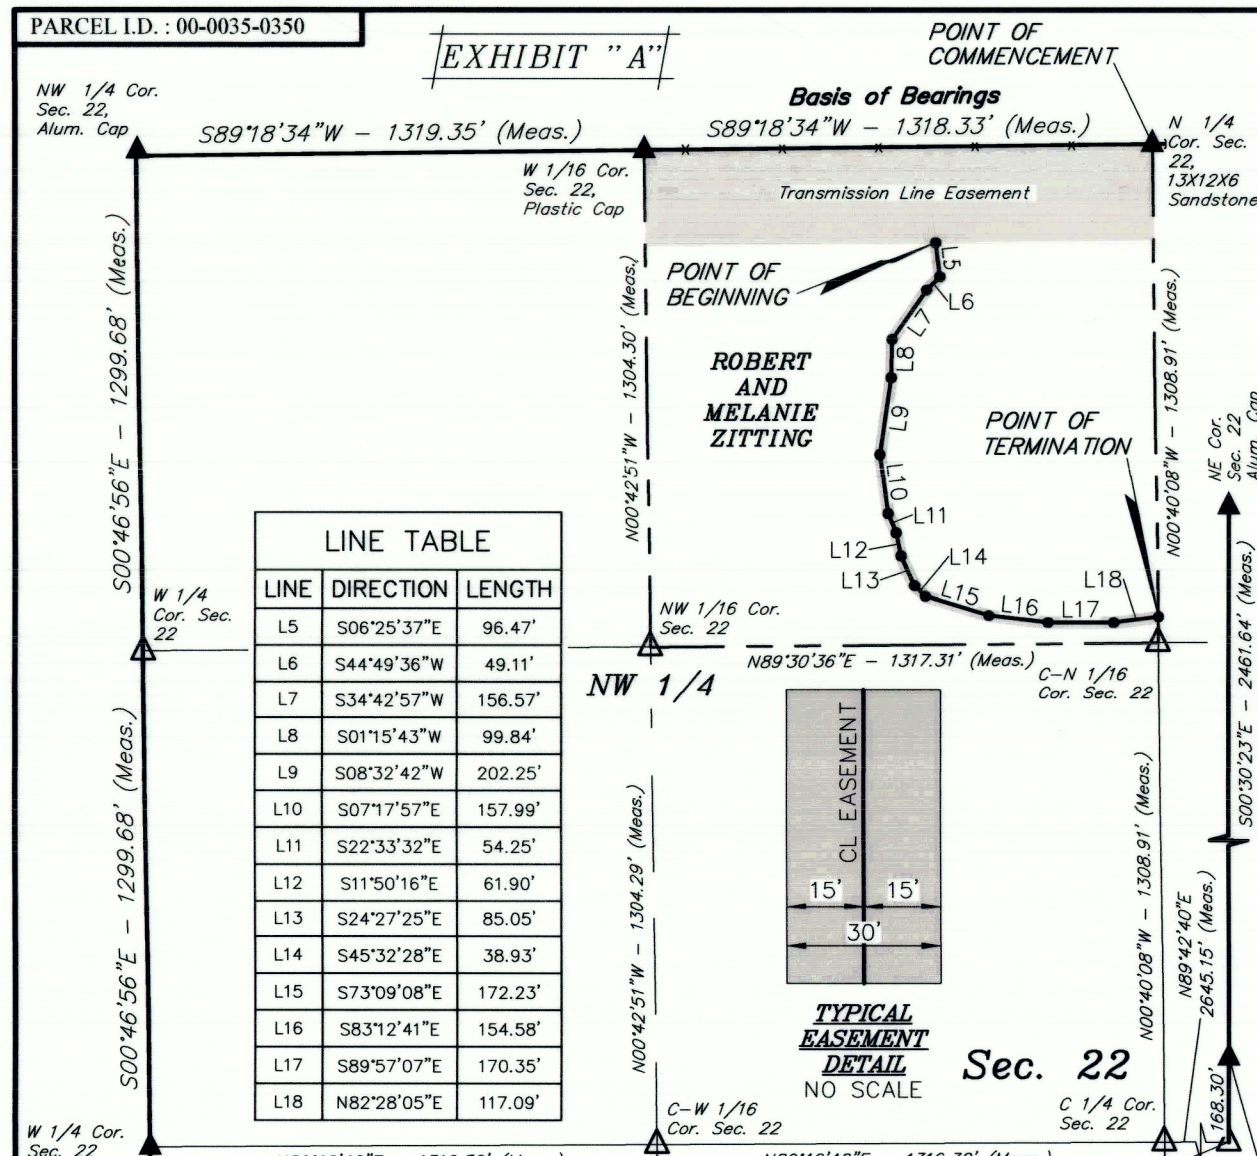 PARCEL I.D. : 00-0035-0350
EXHIBIT "A"
POINT OF
COMMENCEMENT
NW 1/4 Cor.
Sec. 22,
Alum. Cap
S89°18'34"W - 1319.35' (Meas.)
Basis of Bearings
S89°18'34"W - 1318.33' (Meas.)
N 1/4
Cor. Sec.
22,
13X12X6
Sandstone
W 1/16 Cor.
Sec. 22,
Plastic Cap
Transmission Line Easement
S00°46'56"E - 1299.68' (Meas.)
N00°42'51"W - 1304.30' (Meas.)
POINT OF
BEGINNING
L5
L6
L7
L8
L9
L10
L11
L12
L13
L14
L15
L16
L17
L18
ROBERT
AND
MELANIE
ZITTING
POINT OF
TERMINATION
N00°40'08"W - 1308.91' (Meas.)
NE Cor.
Sec. 22
Alum. Cap
LINE TABLE
LINE DIRECTION LENGTH
L5 S06°25'37"E 96.47'
L6 S44°49'36"W 49.11'
L7 S34°42'57"W 156.57'
L8 S01°15'43"W 99.84'
L9 S08°32'42"W 202.25'
L10 S07°17'57"E 157.99'
L11 S22°33'32"E 54.25'
L12 S11°50'16"E 61.90'
L13 S24°27'25"E 85.05'
L14 S45°32'28"E 38.93'
L15 S73°09'08"E 172.23'
L16 S83°12'41"E 154.58'
L17 S89°57'07"E 170.35'
L18 N82°28'05"E 117.09'
W 1/4
Cor. Sec.
22
NW 1/16 Cor.
Sec. 22
N89°30'36"E - 1317.31' (Meas.)
C-N 1/16
Cor. Sec. 22
NW 1/4
S00°46'56"E - 1299.68' (Meas.)
N00°42'51"W - 1304.29' (Meas.)
CL EASEMENT
15' 15'
30'
TYPICAL
EASEMENT
DETAIL
NO SCALE
Sec. 22
N00°40'08"W - 1308.91' (Meas.)
N89°42'40"E
2645.15' (Meas.)
S00°30'23"E - 2461.64' (Meas.)
168.30'
W 1/4 Cor.
Sec. 22
C-W 1/16
Cor. Sec. 22
C 1/4 Cor.
Sec. 22